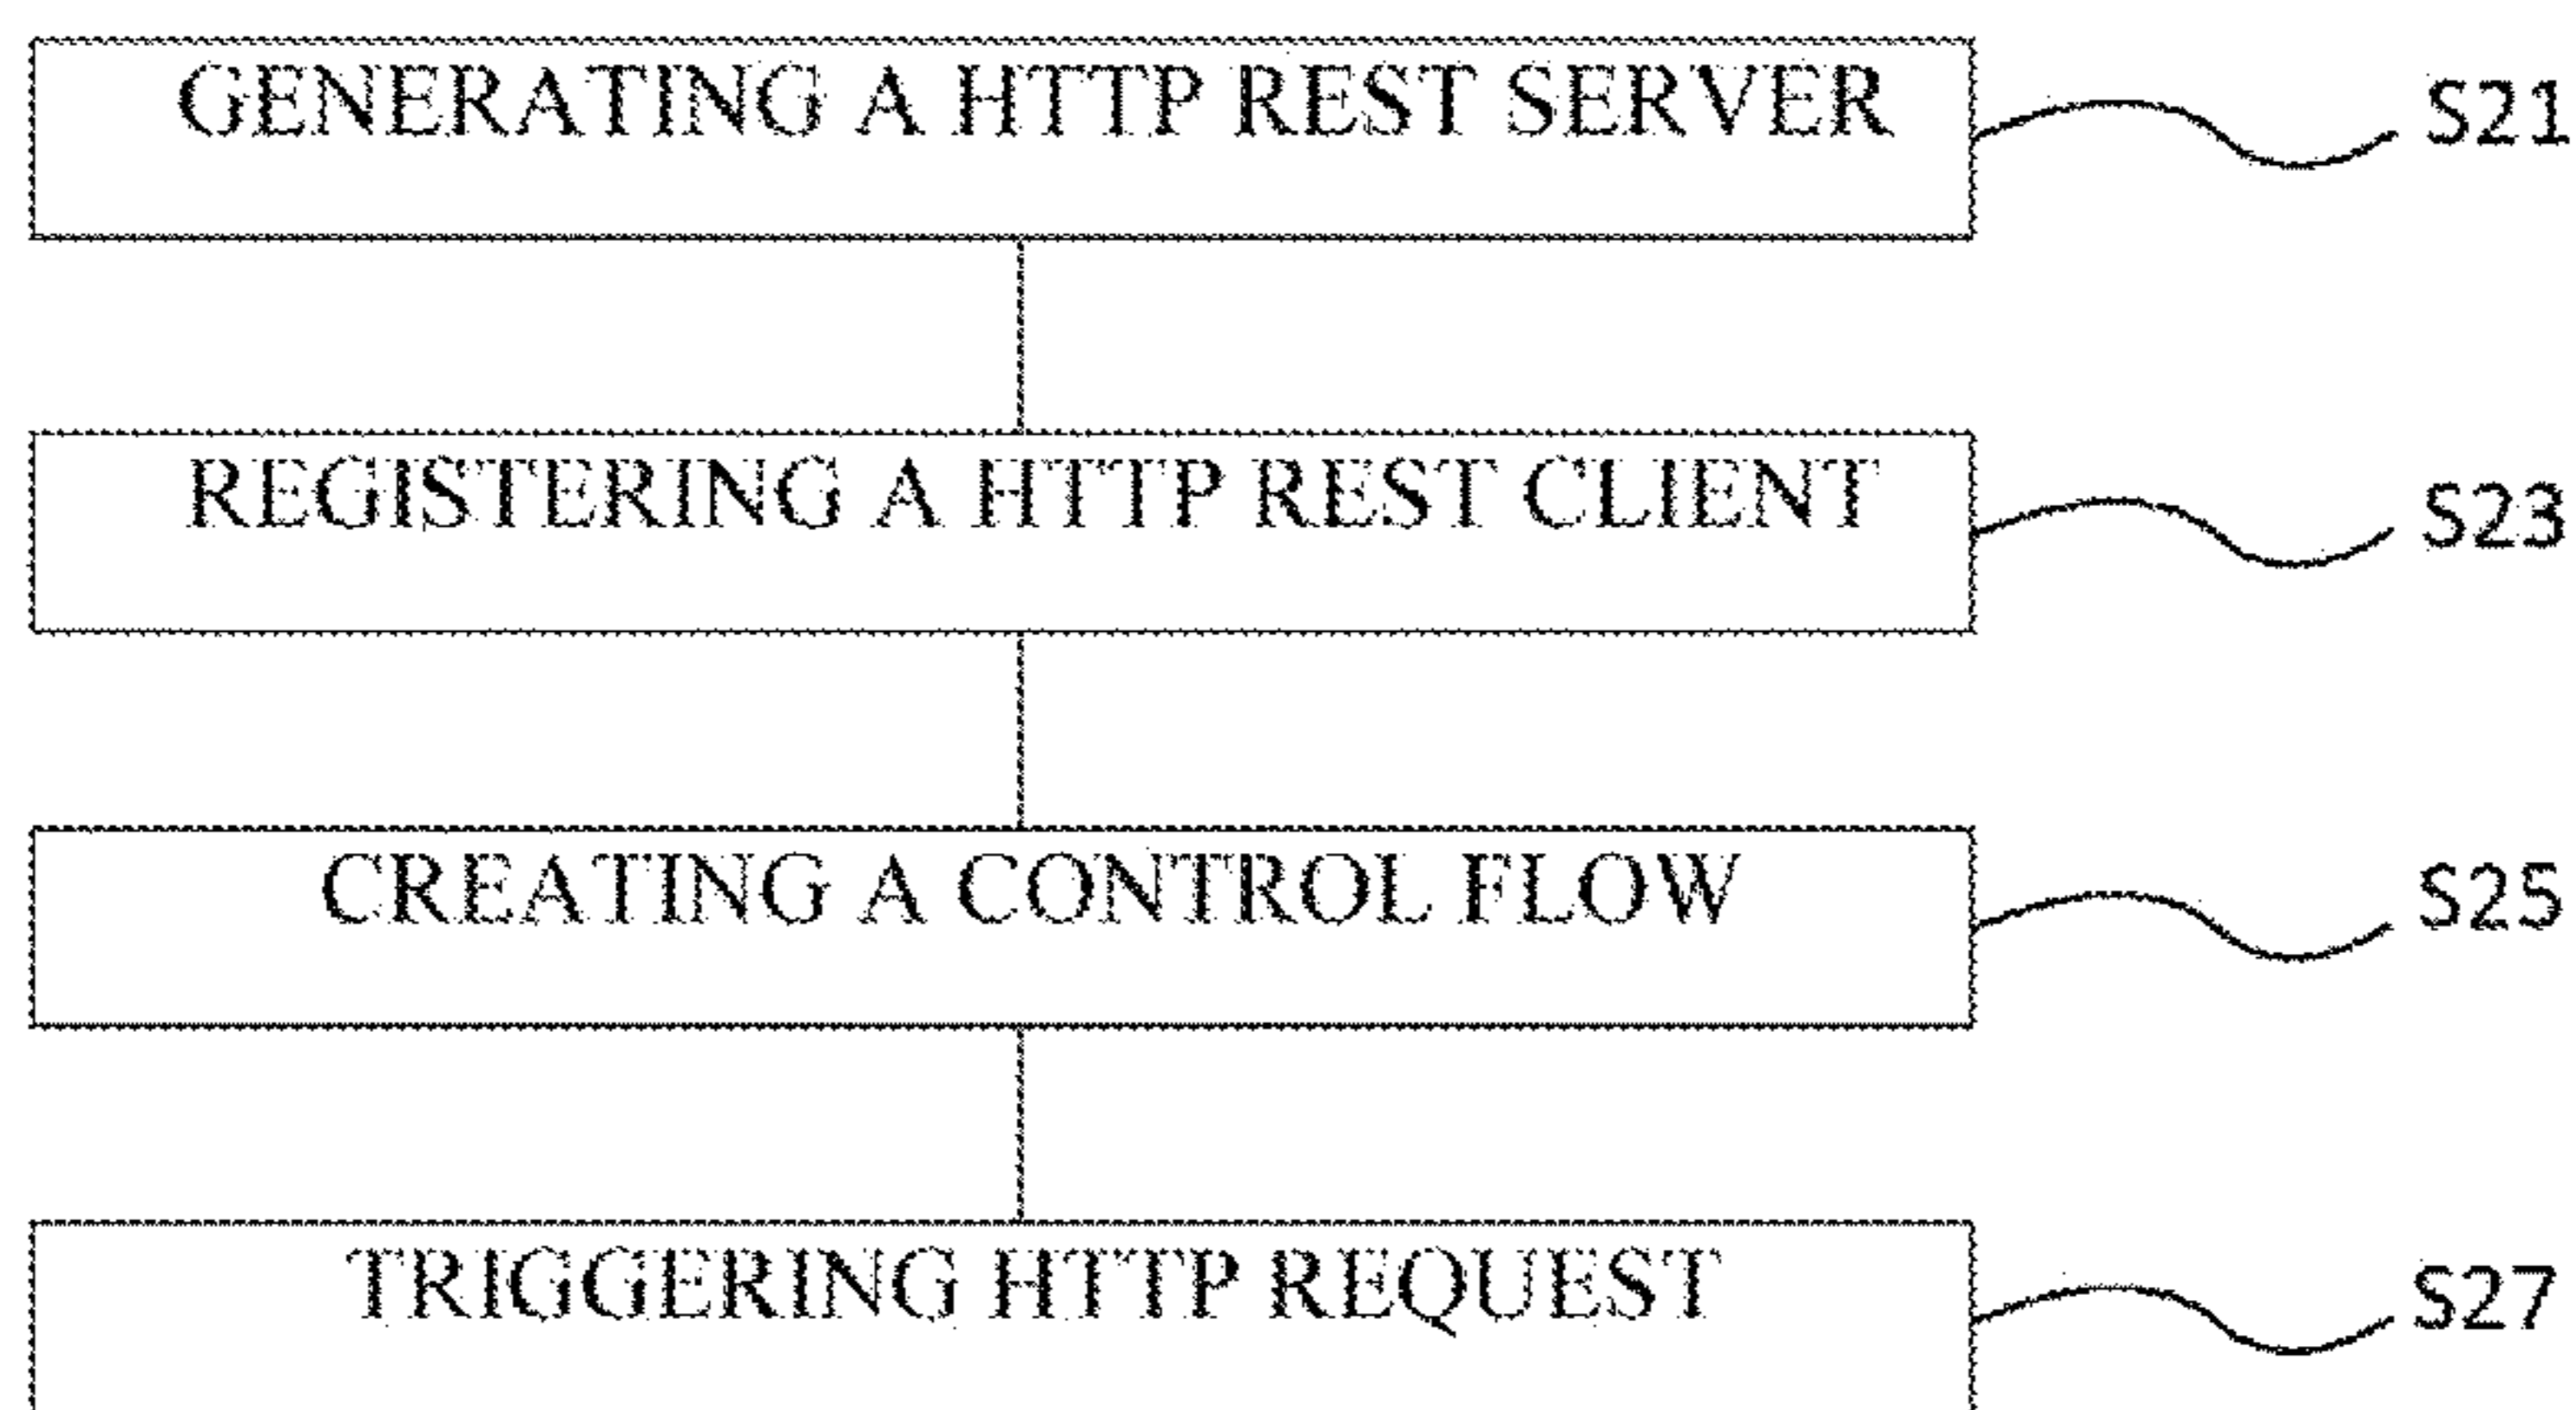 GENERATING A HTTP REST SERVER S21
REGISTERING A HTTP REST CLIENT S23
CREATING A CONTROL FLOW S25
TRIGGERING HTTP REQUEST S27